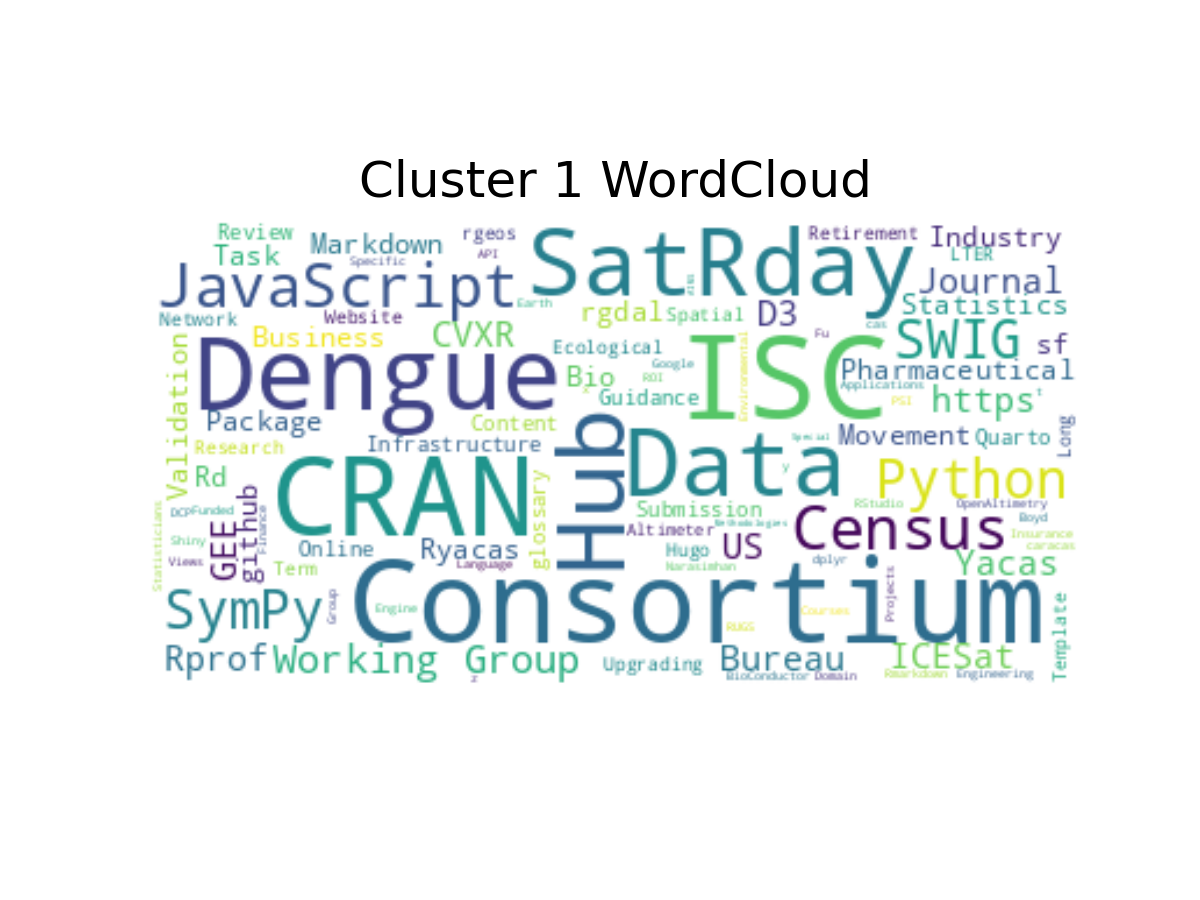 Cluster 1 WordCloud
Review
Task
Markdown
Specific
rgeos
API
SatRday
Retirement
Industry
LTER
JavaScript
Earth
Journal
Network
Website
rgdal
Spatial
D3
Statistics
Business
CVXR
Ecological
Fu
cas
SWIG
sf
Validation
Dengue
Google
Bio
ROI
Environmental
ISC
Pharmaceutical
Applications
PSI
https'
Guidance
Package
Content
Infrastructure
Research
Hub
Data
Special
y
Movement
Quarto
Long
Rd
CRAN
glossary
Python
Statisticians
DCP
Funded
GEE
github
Finance
Submission
RStudio
OpenAltimetry
Altimeter
Methodologies
Census
Boyd
Shiny
Online
Ryacas
Hugo
US
Insurance
caracas
Views
Term
Language
Narasimhan
dplyr
Yacas
SymPy
Group
Consortium
Engine
Courses
Projects
RUGS
Template
Rprof
Working Group
Upgrading
Bureau
ICESat
z
BioConductor
Domain
Rmarkdown
Engineering